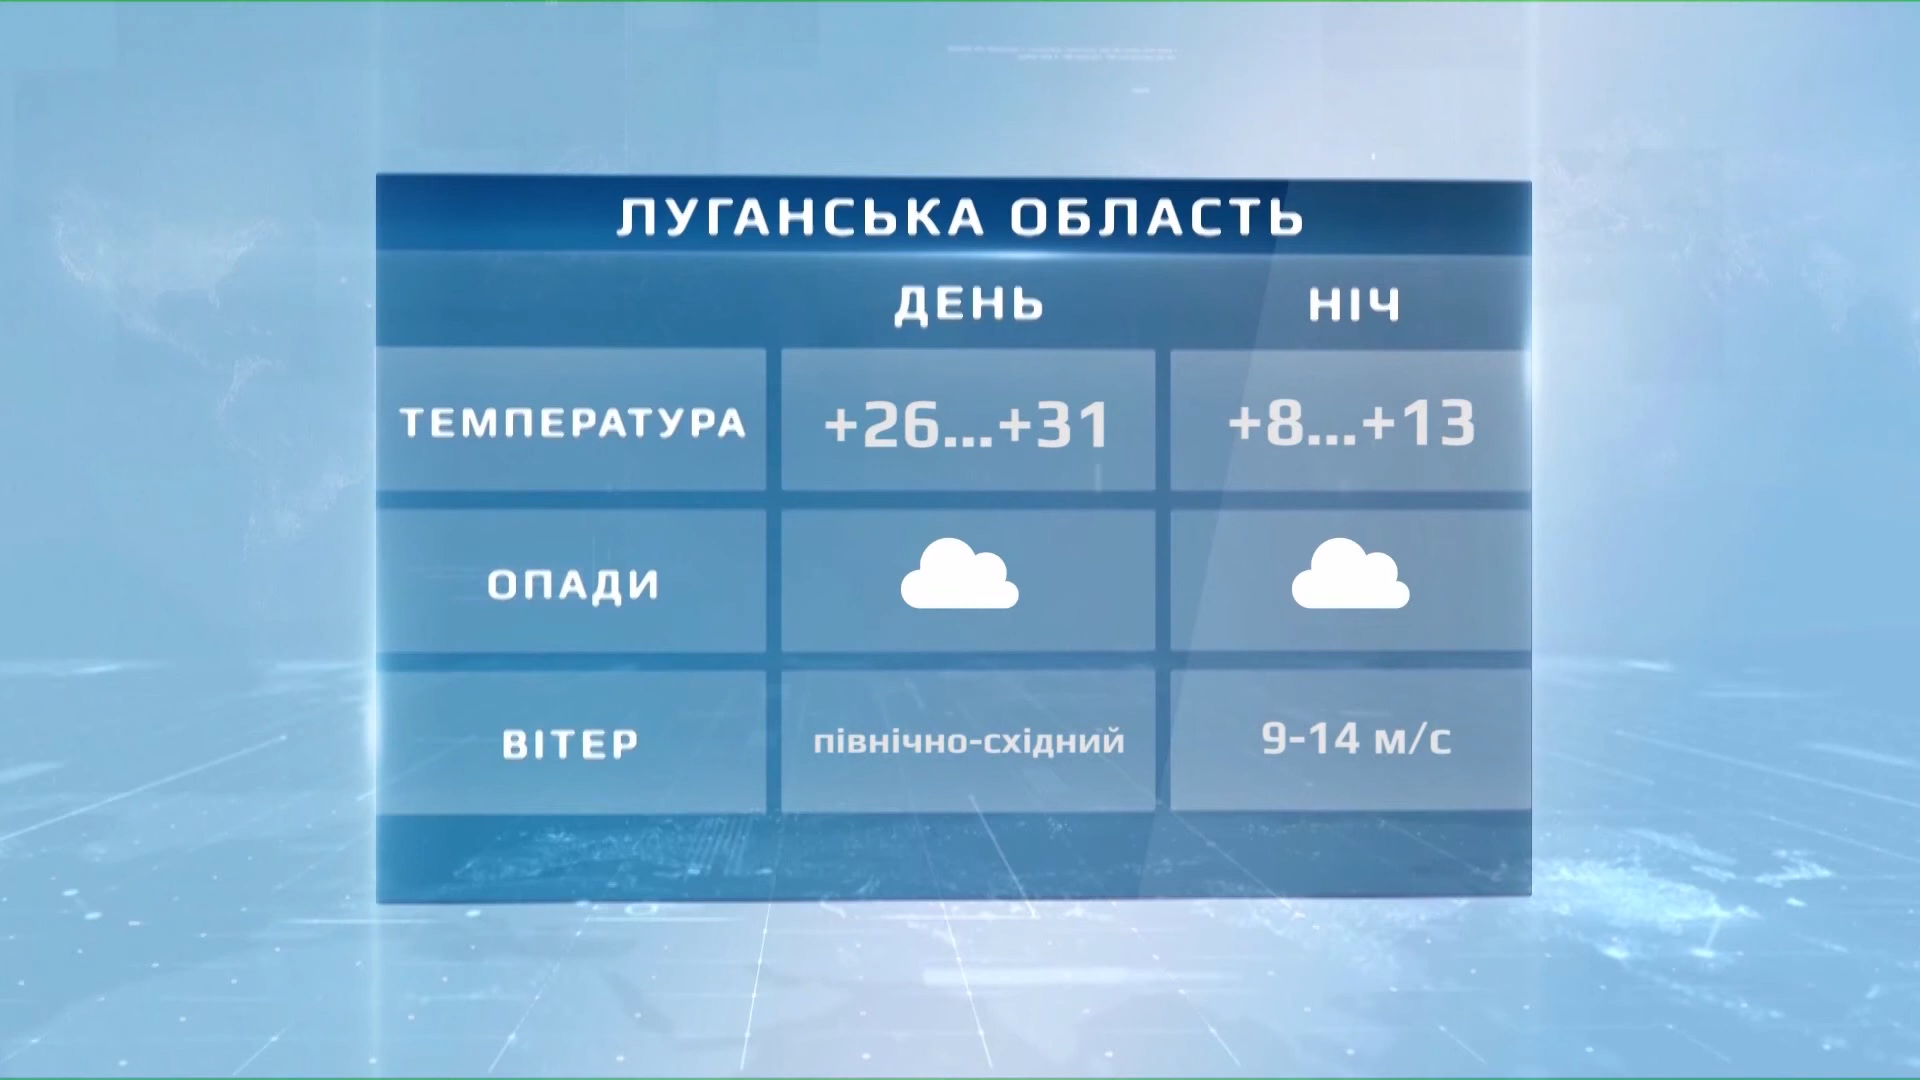 ЛУГАНСЬКА ОБЛАСТЬ
ДЕНЬ НІЧ
ТЕМПЕРАТУРА +26...+31 +8...+13
ОПАДИ
ВІТЕР північно-східний 9-14 м/с